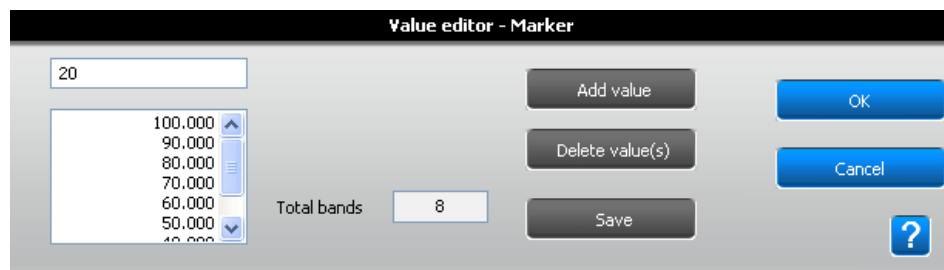 Value editor - Marker
20
100.000
90.000
80.000
70.000
60.000
50.000
Total bands
8
Add value
Delete value(s)
Save
OK
Cancel
?